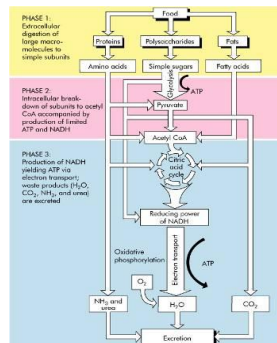 PHASE 1:
Extracellular
digestion of
large macro-
molecules to
simple subunits
Food
Proteins
Polysaccharides
Fats
Amino acids
Simple sugars
Fatty acids
Glycolysis
ATP
PHASE 2:
Intracellular break-
down of subunits to acetyl
CoA accompanied by
production of limited
ATP and NADH
Pyruvate
Acetyl CoA
PHASE 3:
Production of NADH
yielding ATP via
electron transport;
waste products (H₂O,
CO₂, NH₃, and urea)
are excreted
Citric
acid
cycle
Reducing power
of NADH
Oxidative
phosphorylation
Electron transport
ATP
O₂
NH₃ and
urea
H₂O
CO₂
Excretion